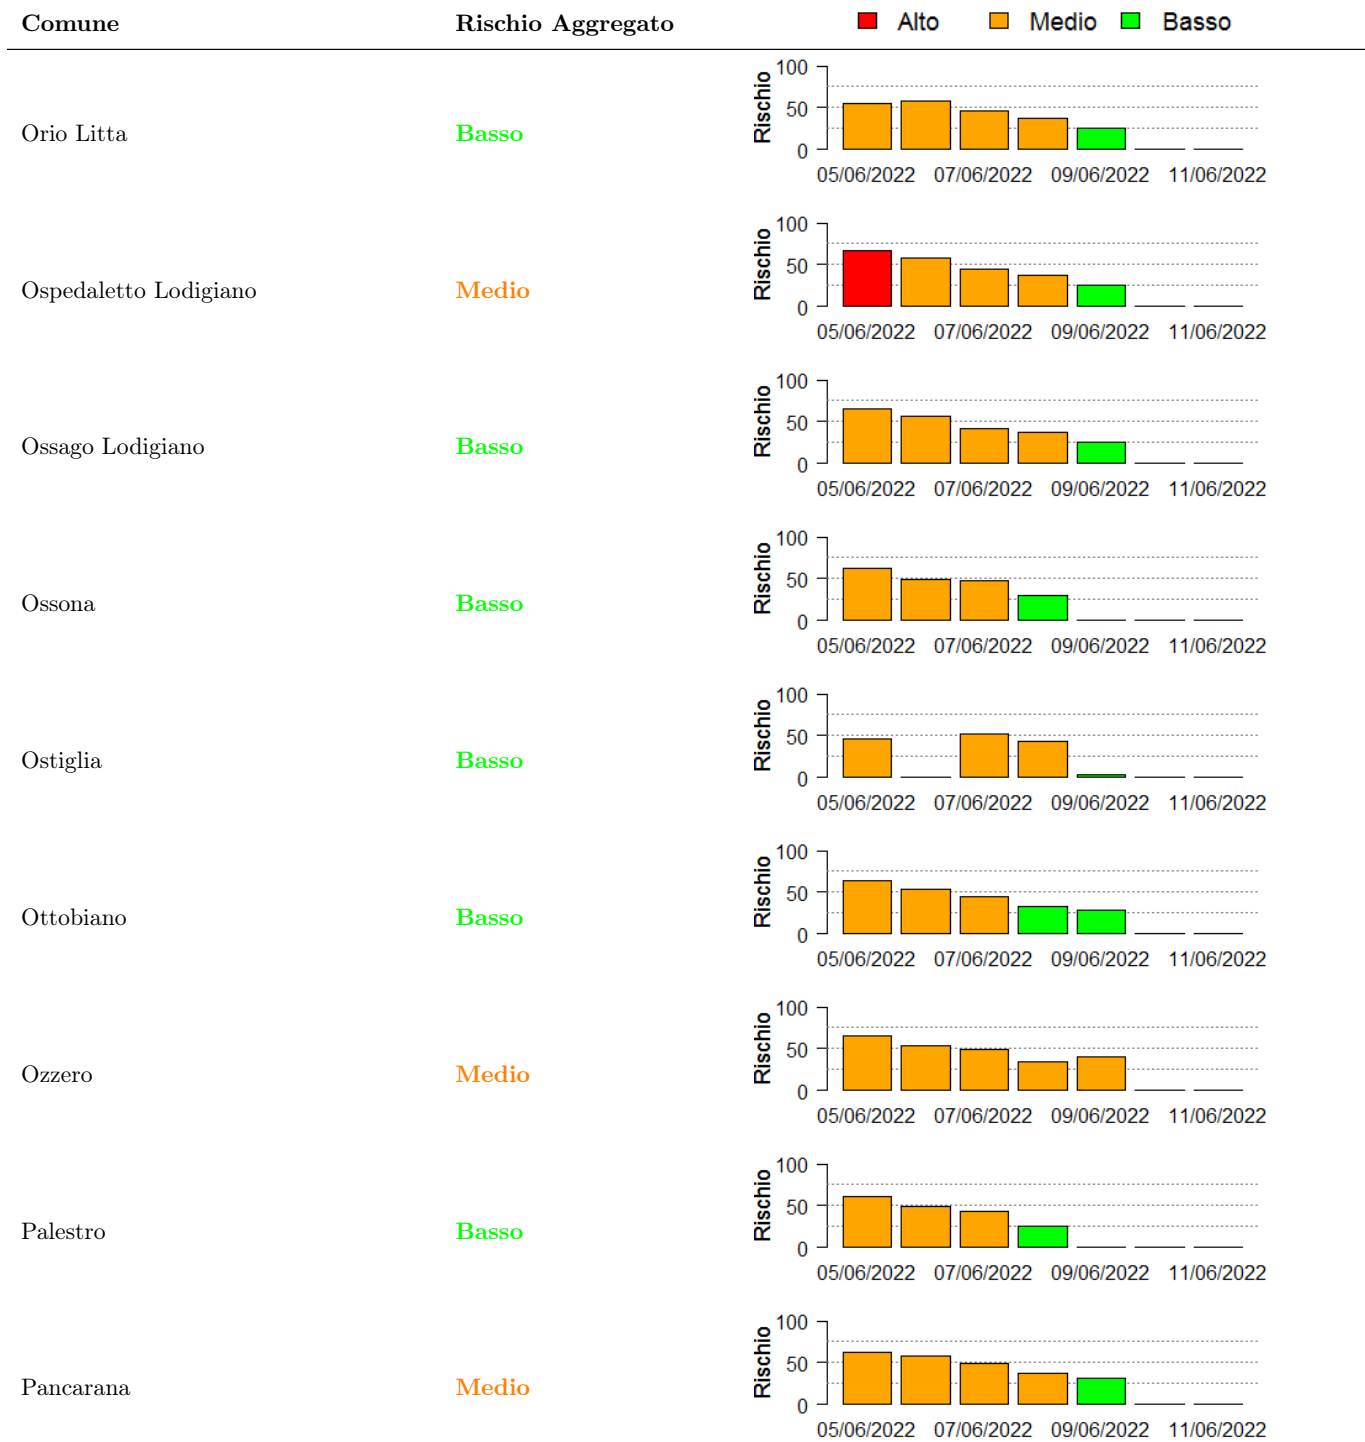 Comune Rischio Aggregato Alto Medio Basso
100
50
0
Rischio
Orio Litta Basso
05/06/2022 07/06/2022 09/06/2022 11/06/2022
100
50
0
Rischio
Ospedaletto Lodigiano Medio
05/06/2022 07/06/2022 09/06/2022 11/06/2022
100
50
0
Rischio
Ossago Lodigiano Basso
05/06/2022 07/06/2022 09/06/2022 11/06/2022
100
50
0
Rischio
Ossona Basso
05/06/2022 07/06/2022 09/06/2022 11/06/2022
100
50
0
Rischio
Ostiglia Basso
05/06/2022 07/06/2022 09/06/2022 11/06/2022
100
50
0
Rischio
Ottobiano Basso
05/06/2022 07/06/2022 09/06/2022 11/06/2022
100
50
0
Rischio
Ozzero Medio
05/06/2022 07/06/2022 09/06/2022 11/06/2022
100
50
0
Rischio
Palestro Basso
05/06/2022 07/06/2022 09/06/2022 11/06/2022
100
50
0
Rischio
Pancarana Medio
05/06/2022 07/06/2022 09/06/2022 11/06/2022